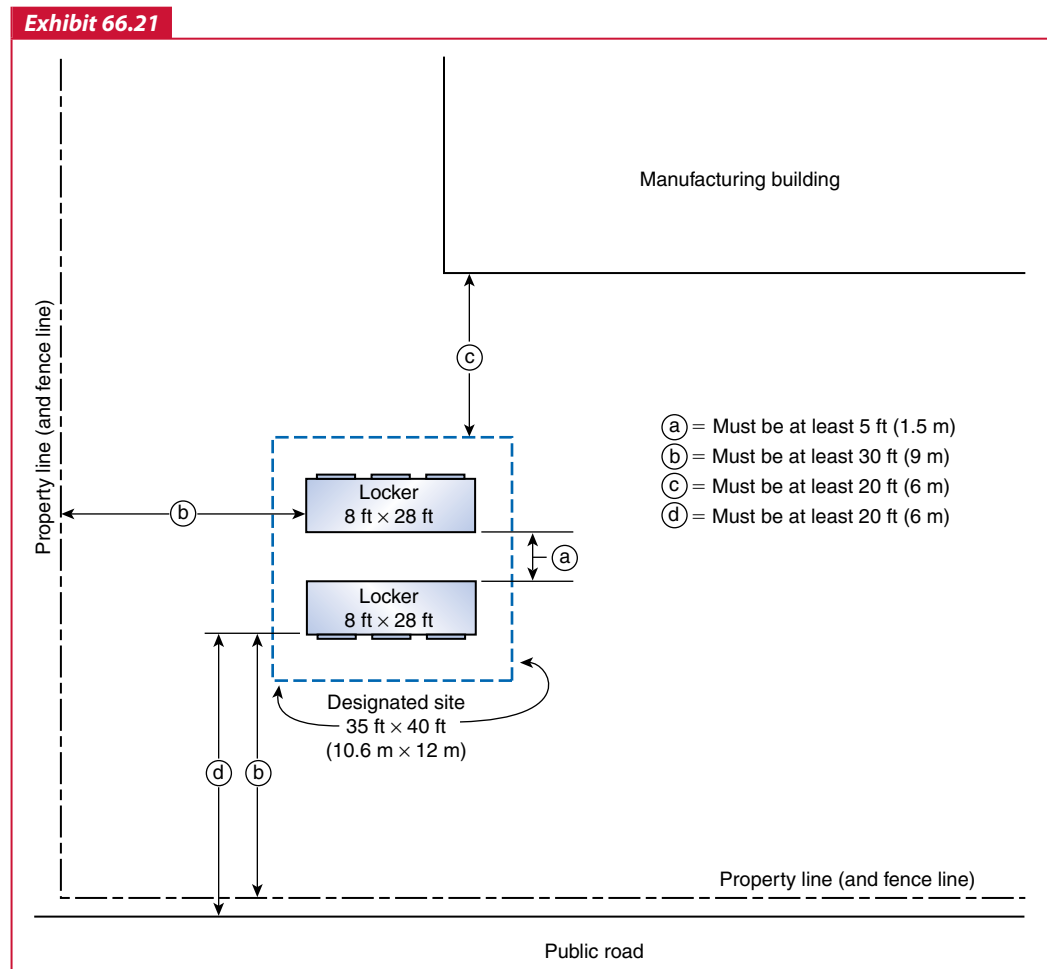 Exhibit 66.21
Manufacturing building
Property line (and fence line)
c
a = Must be at least 5 ft (1.5 m)
b = Must be at least 30 ft (9 m)
c = Must be at least 20 ft (6 m)
d = Must be at least 20 ft (6 m)
Locker
8 ft × 28 ft
b
a
Locker
8 ft × 28 ft
Designated site
35 ft × 40 ft
(10.6 m × 12 m)
d
b
Property line (and fence line)
Public road